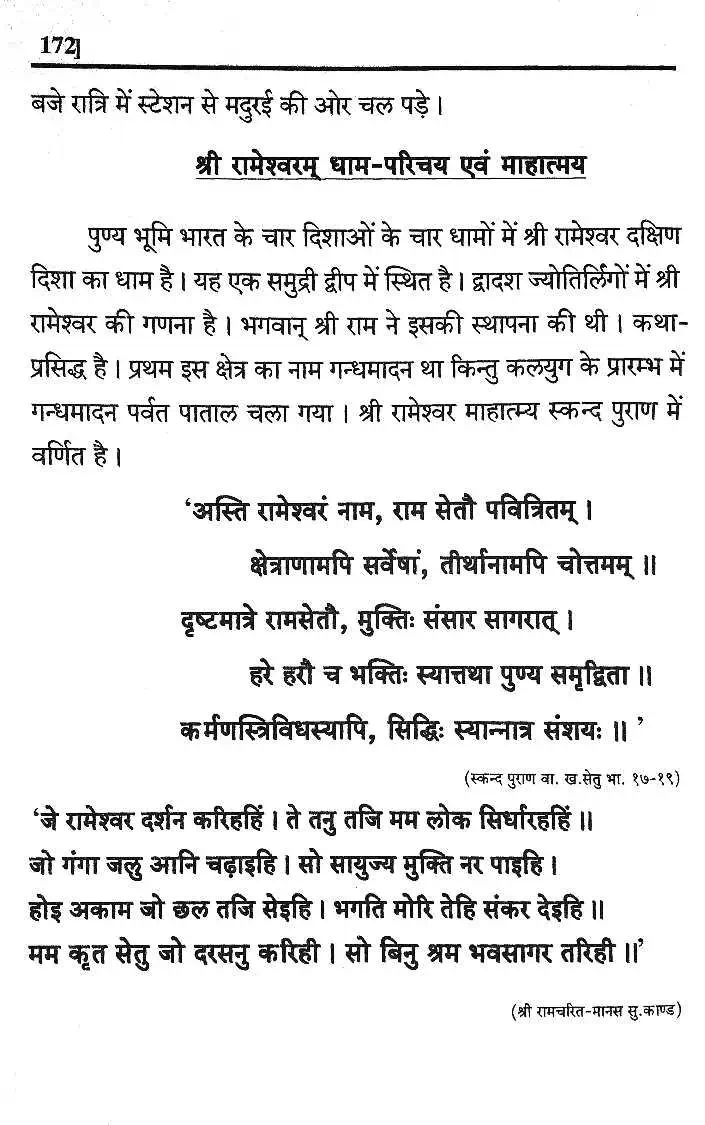 172]
बजे रात्रि में स्टेशन से मदुरई की ओर चल पड़े ।
श्री रामेश्वरम् धाम-परिचय एवं माहात्मय
पुण्य भूमि भारत के चार दिशाओं के चार धामों में श्री रामेश्वर दक्षिण
दिशा का धाम है । यह एक समुद्री द्वीप में स्थित है । द्वादश ज्योतिर्लिगों में श्री
रामेश्वर की गणना है । भगवान् श्री राम ने इसकी स्थापना की थी । कथा-
प्रसिद्ध है । प्रथम इस क्षेत्र का नाम गन्धमादन था किन्तु कलयुग के प्रारम्भ में
गन्धमादन पर्वत पाताल चला गया । श्री रामेश्वर माहात्म्य स्कन्द पुराण में
वर्णित है ।
‘अस्ति रामेश्वरं नाम, राम सेतौ पवित्रितम् ।
क्षेत्राणामपि सर्वेषां, तीर्थानामपि चोत्तमम् ॥
दृष्टमात्रे रामसेतौ, मुक्तिः संसार सागरात् ।
हरे हरौ च भक्तिः स्यात्तथा पुण्य समृद्विता ॥
कर्मणस्त्रिविधस्यापि, सिद्धिः स्यान्नात्र संशयः ॥ ’
(स्कन्द पुराण वा. ख.सेतु भा. १७-१९)
‘जे रामेश्वर दर्शन करिहहिं । ते तनु तजि मम लोक सिर्धारहहिं ॥
जो गंगा जलु आनि चढ़ाइहि । सो सायुज्य मुक्ति नर पाइहि ।
होइ अकाम जो छल तजि सेइहि । भगति मोरि तेहि संकर देइहि ॥
मम कृत सेतु जो दरसनु करिही । सो बिनु श्रम भवसागर तरिही ॥’
(श्री रामचरित-मानस सु.काण्ड)